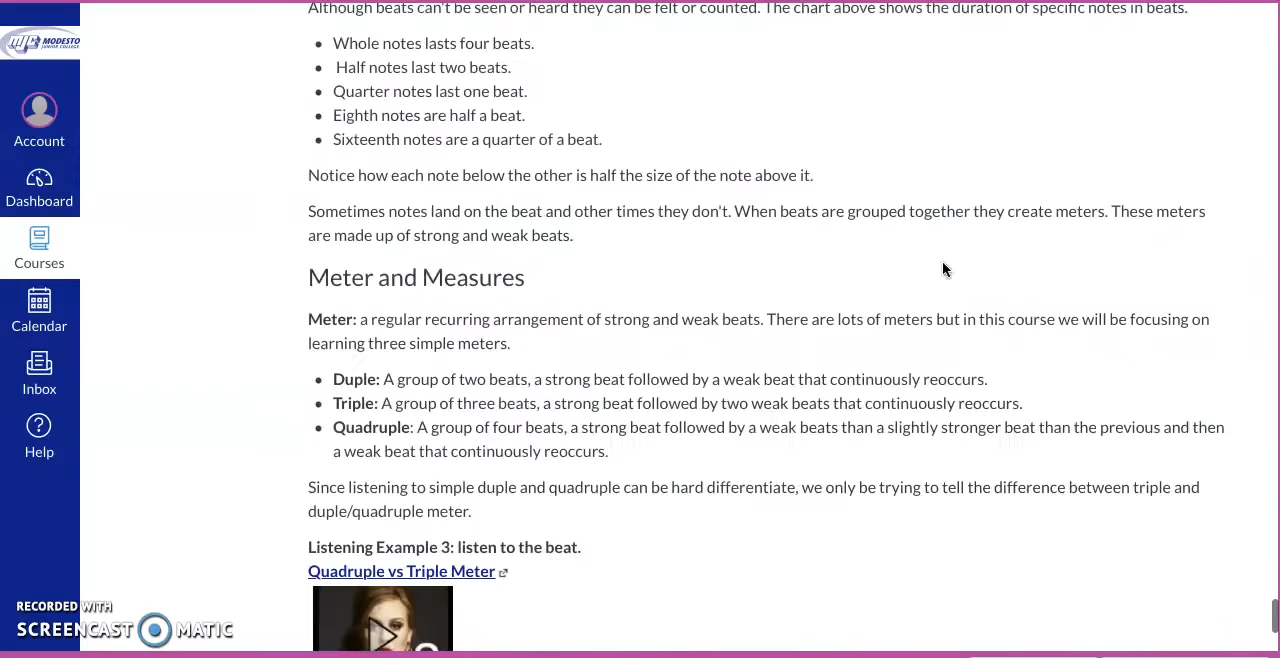 Although beats can't be seen or heard they can be felt or counted. The chart above shows the duration of specific notes in beats.
MJC MODESTO
JUNIOR COLLEGE
Account
Dashboard
Courses
Calendar
Inbox
Help
Whole notes lasts four beats.
Half notes last two beats.
Quarter notes last one beat.
Eighth notes are half a beat.
Sixteenth notes are a quarter of a beat.
Notice how each note below the other is half the size of the note above it.
Sometimes notes land on the beat and other times they don't. When beats are grouped together they create meters. These meters
are made up of strong and weak beats.
Meter and Measures
Meter: a regular recurring arrangement of strong and weak beats. There are lots of meters but in this course we will be focusing on
learning three simple meters.
Duple: A group of two beats, a strong beat followed by a weak beat that continuously reoccurs.
Triple: A group of three beats, a strong beat followed by two weak beats that continuously reoccurs.
Quadruple: A group of four beats, a strong beat followed by a weak beats than a slightly stronger beat than the previous and then
a weak beat that continuously reoccurs.
Since listening to simple duple and quadruple can be hard differentiate, we only be trying to tell the difference between triple and
duple/quadruple meter.
Listening Example 3: listen to the beat.
Quadruple vs Triple Meter
RECORDED WITH
SCREENCAST MATIC